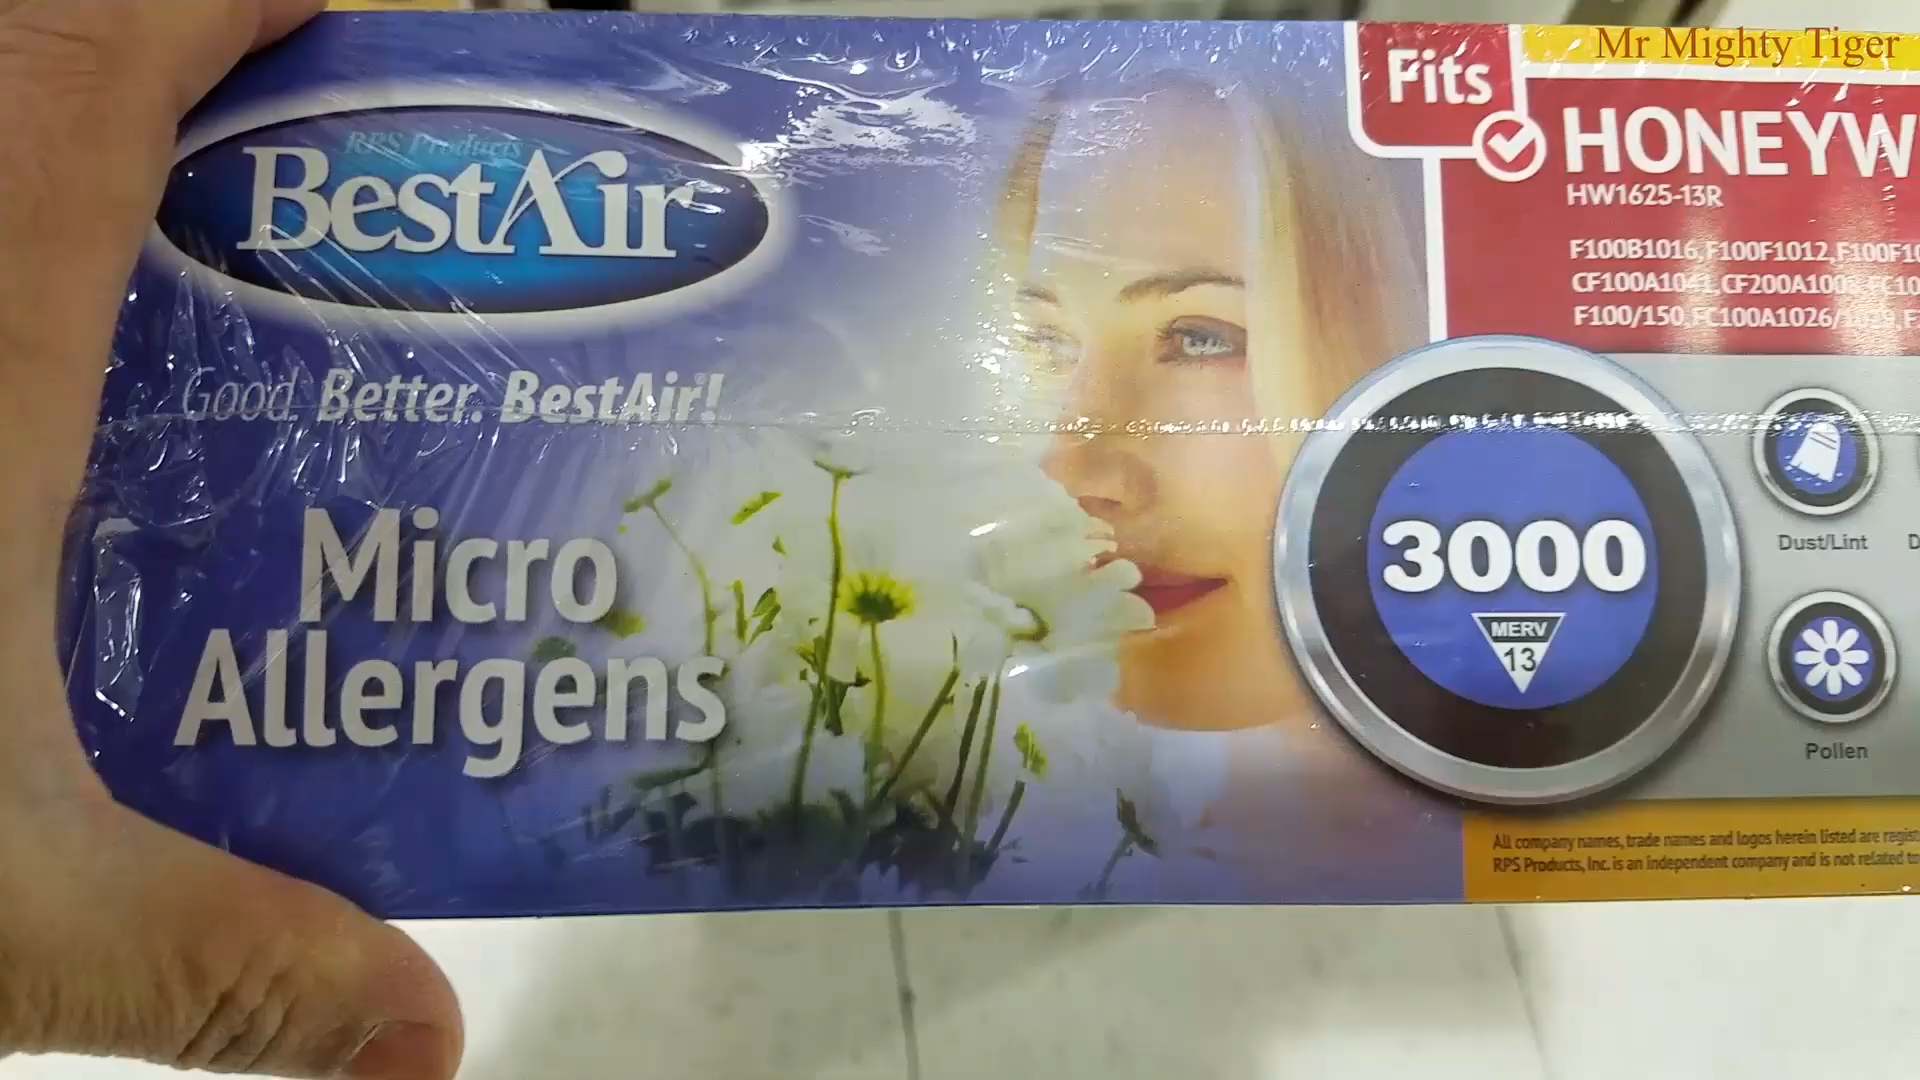 Mr Mighty Tiger
RPS Products
BestAir
Good. Better. BestAir!
Micro
Allergens
Fits
HONEYW
HW1625-13R
F100B1016,F100F1012,F100F10
CF100A1041,CF200A1008,
F100/150,FC100A1026/1029,F
3000
MERV
13
Dust/Lint
D
Pollen
All company names, trade names and logos herein listed are regist
RPS Products, Inc. is an independent company and is not related to